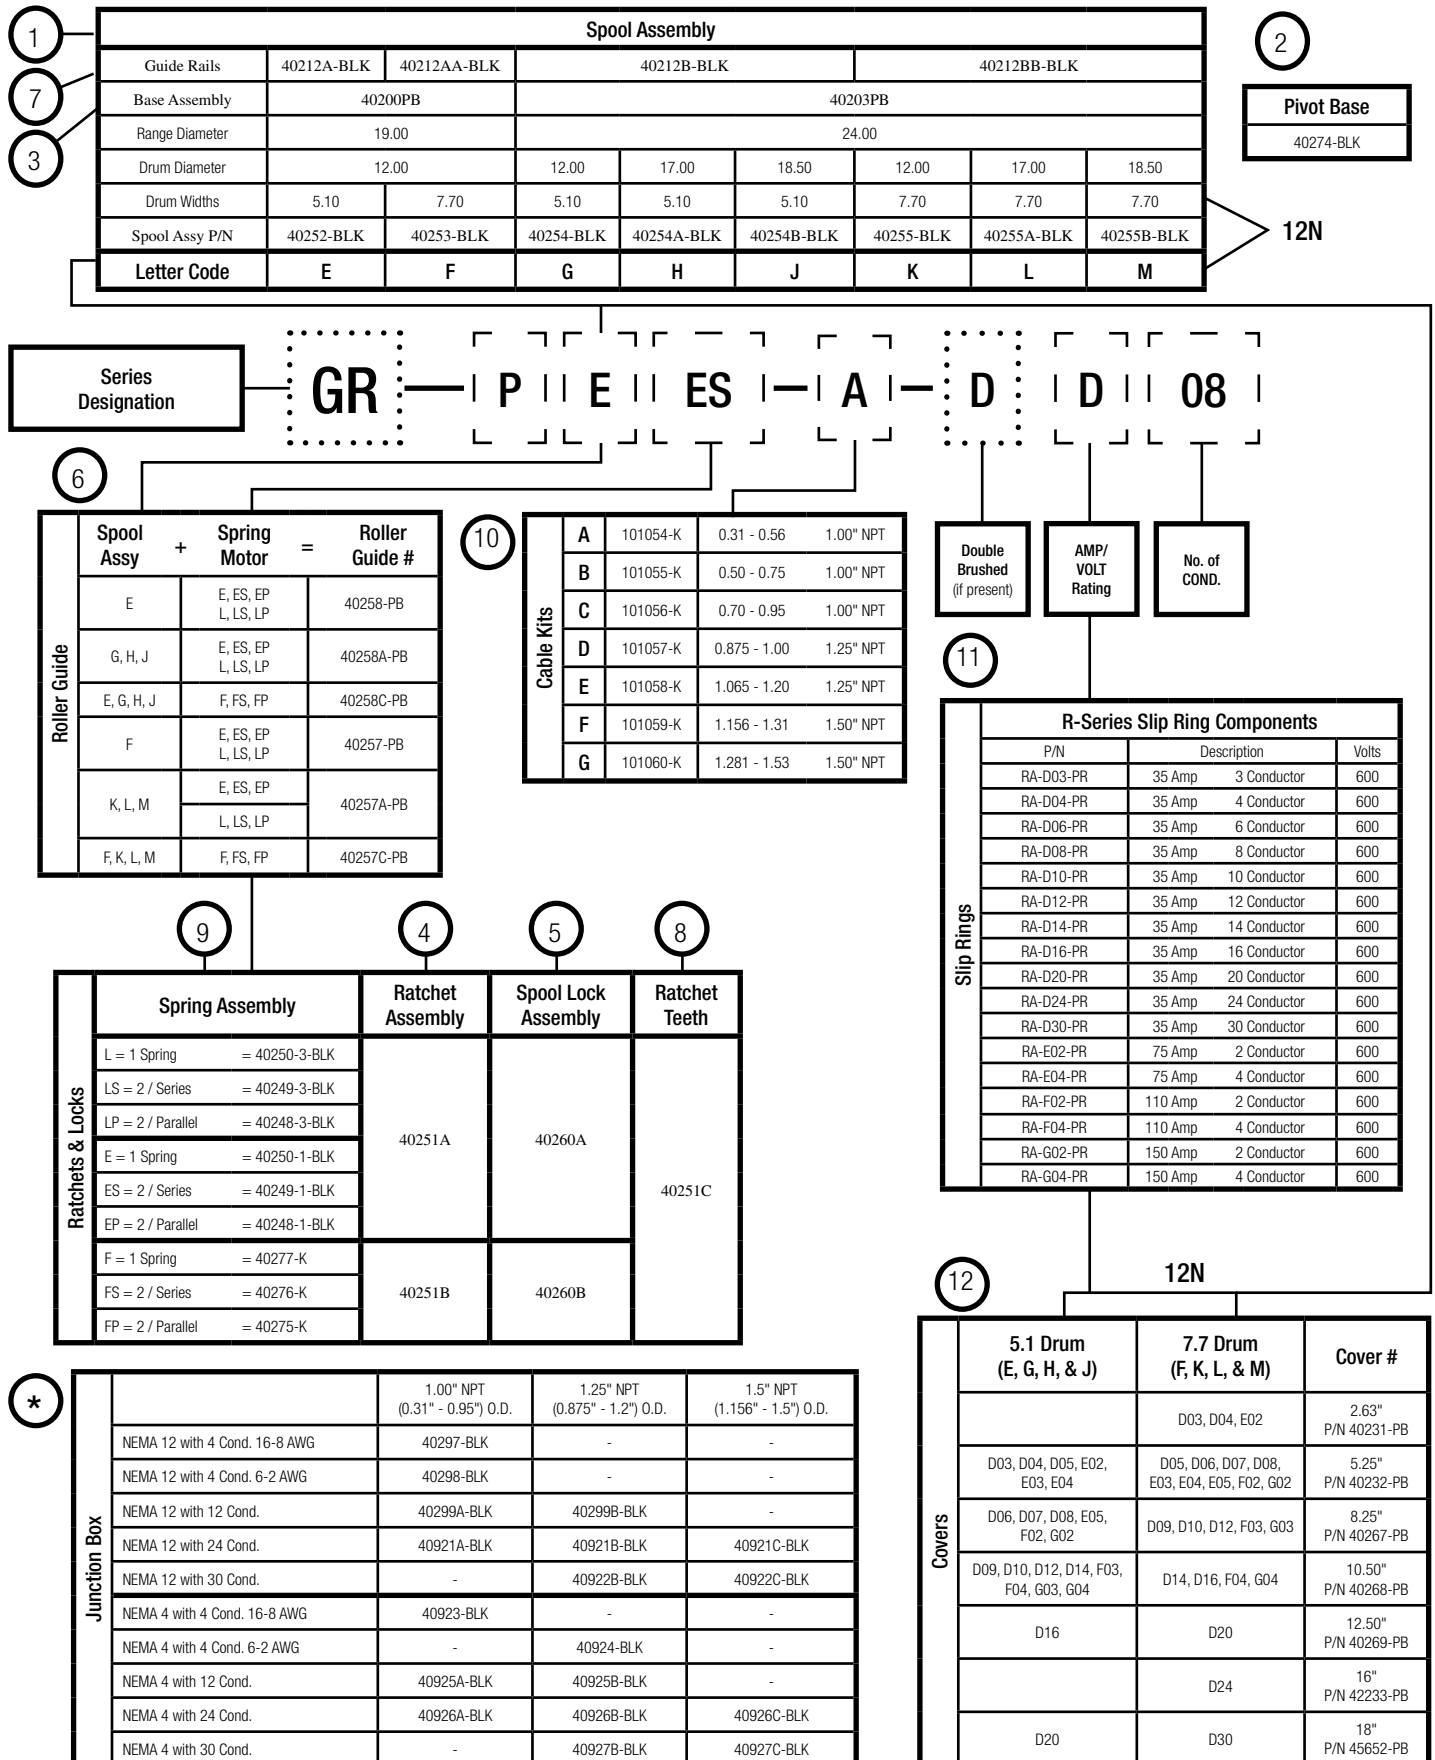 1
Spool Assembly
Guide Rails 40212A-BLK 40212AA-BLK 40212B-BLK 40212BB-BLK
7
Base Assembly 40200PB 40203PB
Range Diameter 19.00 24.00
3
Drum Diameter 12.00 12.00 17.00 18.50 12.00 17.00 18.50
Drum Widths 5.10 7.70 5.10 5.10 5.10 7.70 7.70 7.70
Spool Assy P/N 40252-BLK 40253-BLK 40254-BLK 40254A-BLK 40254B-BLK 40255-BLK 40255A-BLK 40255B-BLK
Letter Code E F G H J K L M
12N
2
Pivot Base
40274-BLK
Series
Designation
GR P E ES A D D 08
6
Roller Guide
Spool Assy + Spring Motor = Roller Guide #
E E, ES, EP L, LS, LP 40258-PB
G, H, J E, ES, EP L, LS, LP 40258A-PB
E, G, H, J F, FS, FP 40258C-PB
F E, ES, EP L, LS, LP 40257-PB
K, L, M E, ES, EP L, LS, LP 40257A-PB
F, K, L, M F, FS, FP 40257C-PB
10
Cable Kits
A 101054-K 0.31 - 0.56 1.00" NPT
B 101055-K 0.50 - 0.75 1.00" NPT
C 101056-K 0.70 - 0.95 1.00" NPT
D 101057-K 0.875 - 1.00 1.25" NPT
E 101058-K 1.065 - 1.20 1.25" NPT
F 101059-K 1.156 - 1.31 1.50" NPT
G 101060-K 1.281 - 1.53 1.50" NPT
Double
Brushed
(if present)
AMP/
VOLT
Rating
No. of
COND.
11
Slip Rings
R-Series Slip Ring Components
P/N Description Volts
RA-D03-PR 35 Amp 3 Conductor 600
RA-D04-PR 35 Amp 4 Conductor 600
RA-D06-PR 35 Amp 6 Conductor 600
RA-D08-PR 35 Amp 8 Conductor 600
RA-D10-PR 35 Amp 10 Conductor 600
RA-D12-PR 35 Amp 12 Conductor 600
RA-D14-PR 35 Amp 14 Conductor 600
RA-D16-PR 35 Amp 16 Conductor 600
RA-D20-PR 35 Amp 20 Conductor 600
RA-D24-PR 35 Amp 24 Conductor 600
RA-D30-PR 35 Amp 30 Conductor 600
RA-E02-PR 75 Amp 2 Conductor 600
RA-E04-PR 75 Amp 4 Conductor 600
RA-F02-PR 110 Amp 2 Conductor 600
RA-F04-PR 110 Amp 4 Conductor 600
RA-G02-PR 150 Amp 2 Conductor 600
RA-G04-PR 150 Amp 4 Conductor 600
9 4 5 8
Ratchets & Locks
Spring Assembly Ratchet Assembly Spool Lock Assembly Ratchet Teeth
L = 1 Spring = 40250-3-BLK
LS = 2 / Series = 40249-3-BLK
LP = 2 / Parallel = 40248-3-BLK
40251A 40260A
E = 1 Spring = 40250-1-BLK
ES = 2 / Series = 40249-1-BLK
40251C
EP = 2 / Parallel = 40248-1-BLK
F = 1 Spring = 40277-K
FS = 2 / Series = 40276-K 40251B 40260B
FP = 2 / Parallel = 40275-K
12
12N
Covers
5.1 Drum (E, G, H, & J) 7.7 Drum (F, K, L, & M) Cover #
D03, D04, E02 2.63" P/N 40231-PB
D03, D04, D05, E02, E03, E04 D05, D06, D07, D08, E03, E04, E05, F02, G02 5.25" P/N 40232-PB
D06, D07, D08, E05, F02, G02 D09, D10, D12, F03, G03 8.25" P/N 40267-PB
D09, D10, D12, D14, F03, F04, G03, G04 D14, D16, F04, G04 10.50" P/N 40268-PB
D16 D20 12.50" P/N 40269-PB
D24 16" P/N 42233-PB
D20 D30 18" P/N 45652-PB
*
Junction Box
1.00" NPT (0.31" - 0.95") O.D. 1.25" NPT (0.875" - 1.2") O.D. 1.5" NPT (1.156" - 1.5") O.D.
NEMA 12 with 4 Cond. 16-8 AWG 40297-BLK - -
NEMA 12 with 4 Cond. 6-2 AWG 40298-BLK - -
NEMA 12 with 12 Cond. 40299A-BLK 40299B-BLK -
NEMA 12 with 24 Cond. 40921A-BLK 40921B-BLK 40921C-BLK
NEMA 12 with 30 Cond. - 40922B-BLK 40922C-BLK
NEMA 4 with 4 Cond. 16-8 AWG 40923-BLK - -
NEMA 4 with 4 Cond. 6-2 AWG - 40924-BLK -
NEMA 4 with 12 Cond. 40925A-BLK 40925B-BLK -
NEMA 4 with 24 Cond. 40926A-BLK 40926B-BLK 40926C-BLK
NEMA 4 with 30 Cond. - 40927B-BLK 40927C-BLK